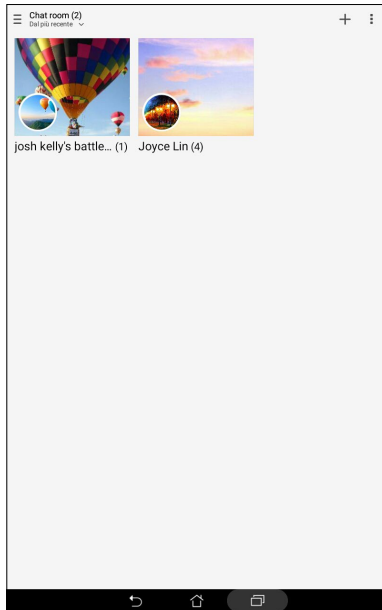 Chat room (2)
Dal più recente
josh kelly's battle... (1)
Joyce Lin (4)